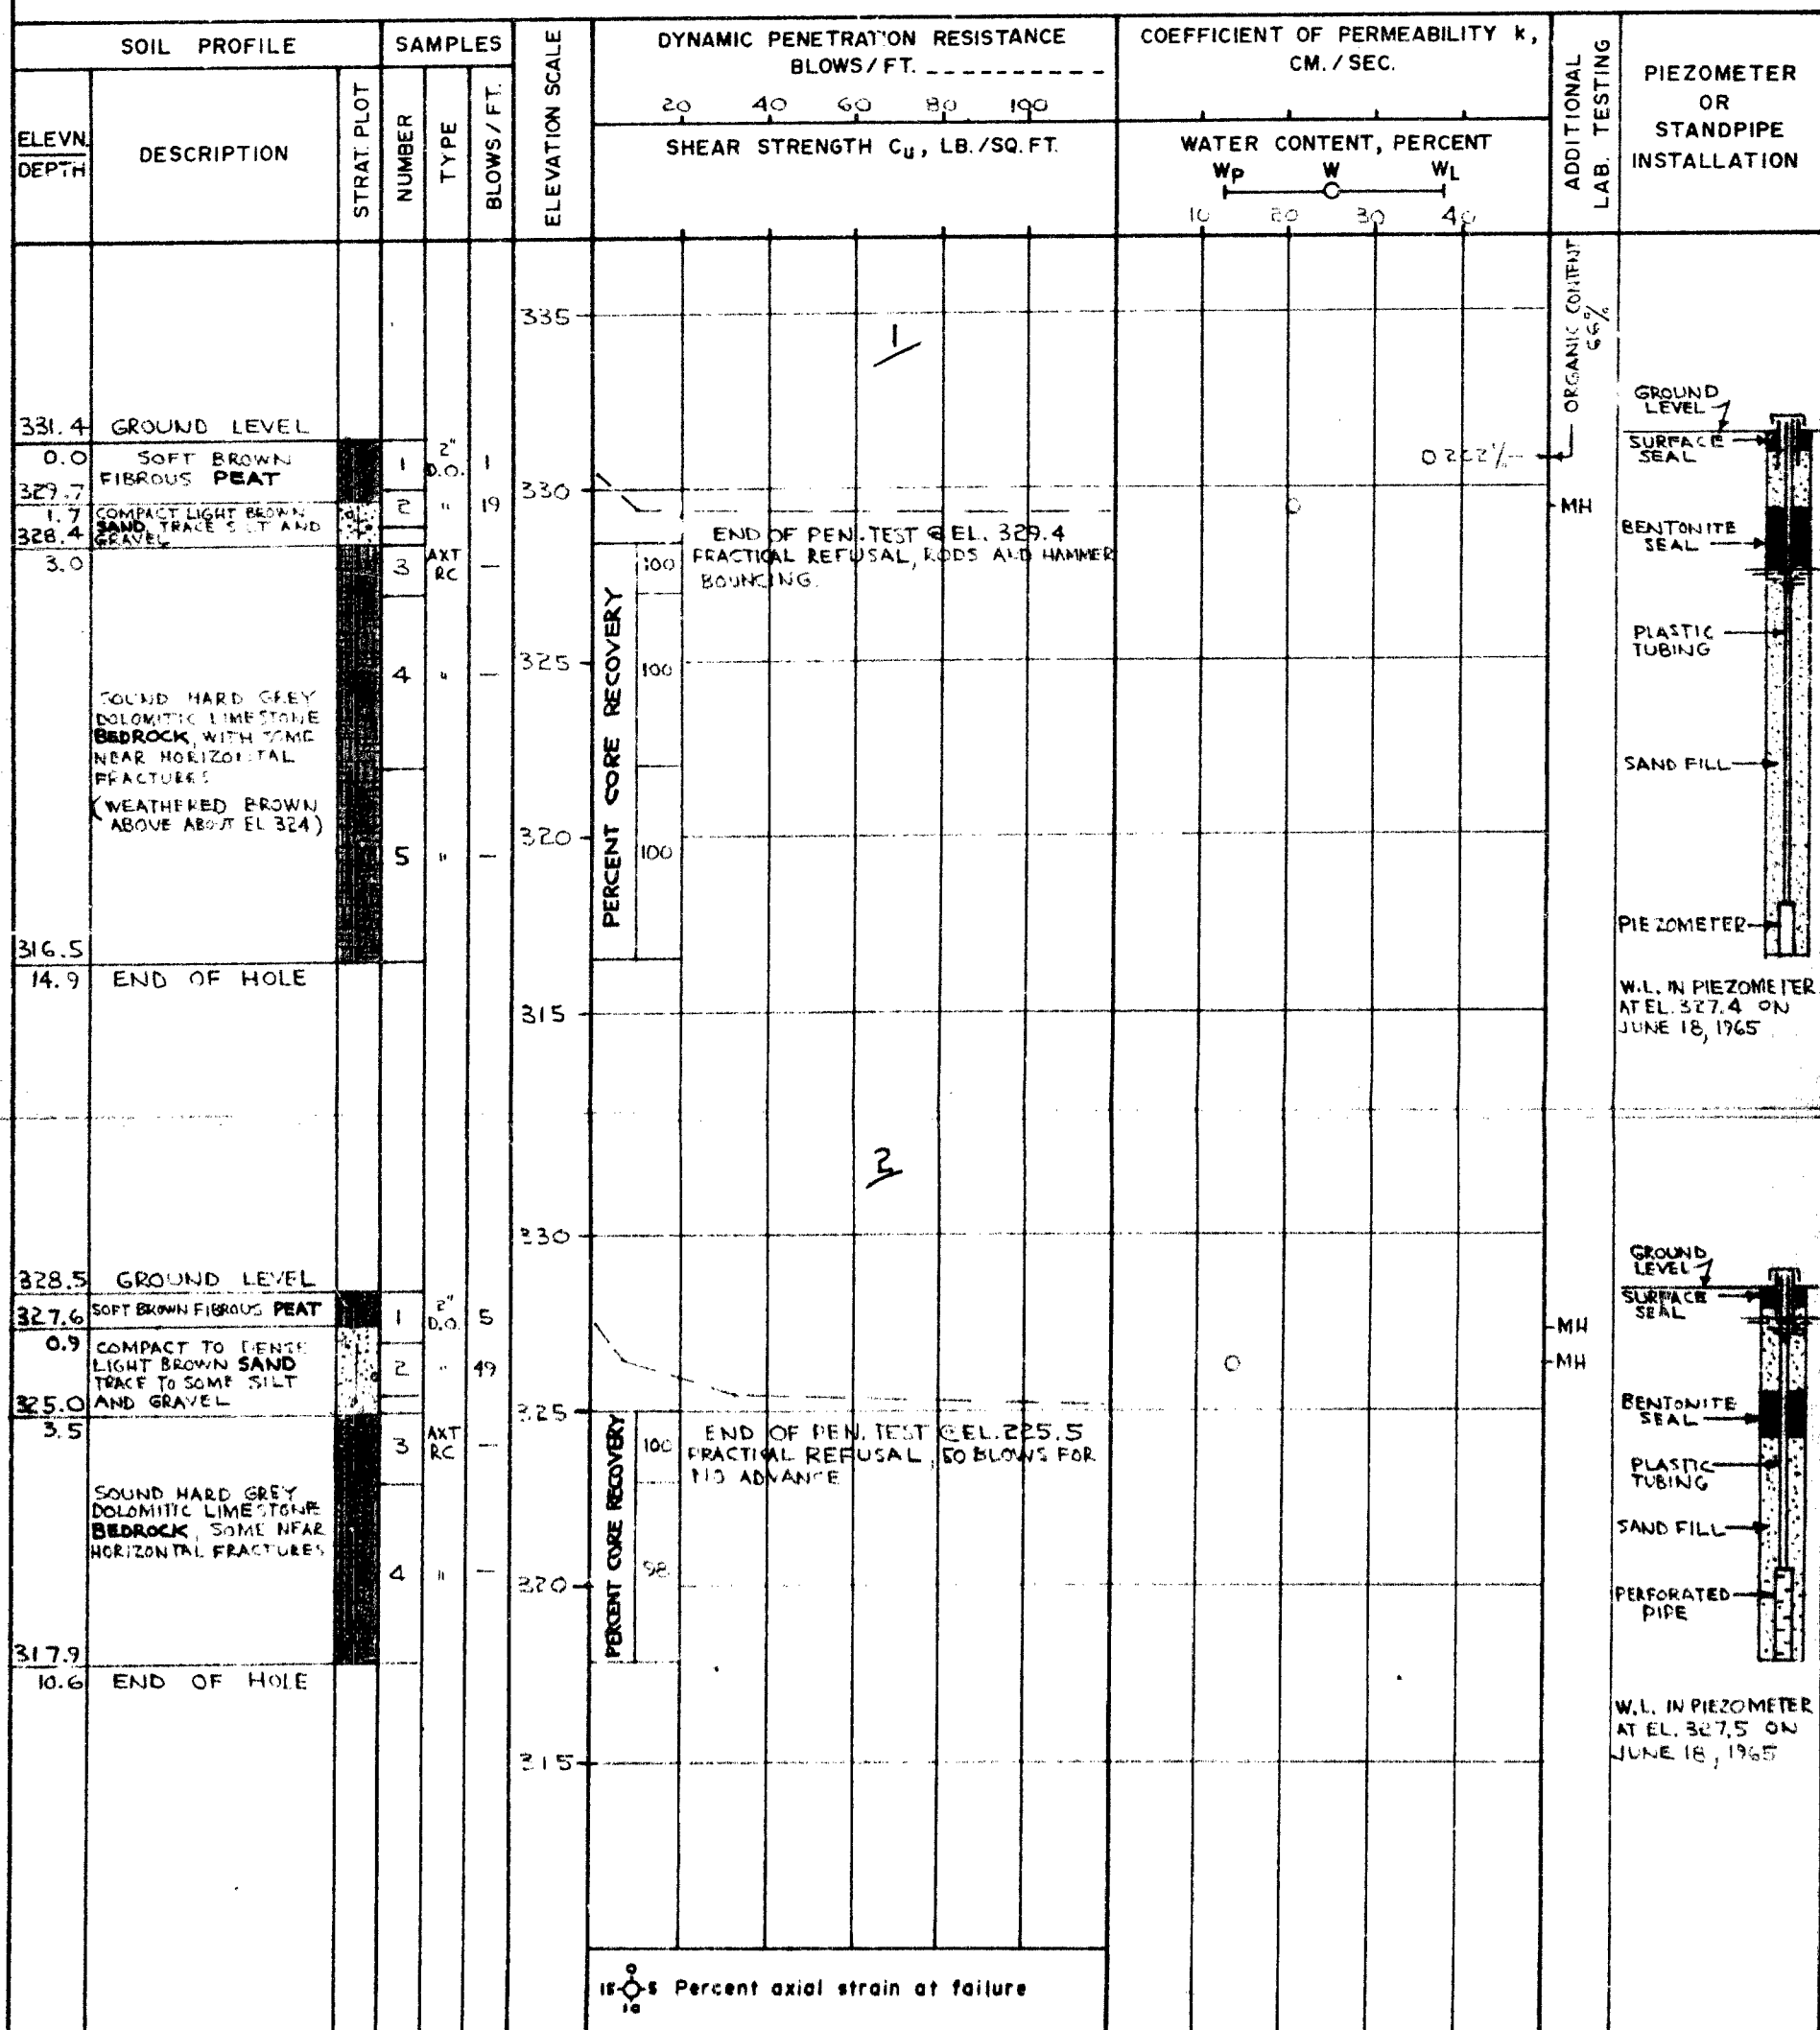 SOIL PROFILE
SAMPLES
ELEVATION SCALE
DYNAMIC PENETRATION RESISTANCE
BLOWS/FT. -----------
20 40 60 80 100
SHEAR STRENGTH Cu, LB./SQ.FT.
COEFFICIENT OF PERMEABILITY k,
CM./SEC.
WATER CONTENT, PERCENT
Wp W WL
10 20 30 40
ADDITIONAL
LAB. TESTING
PIEZOMETER
OR
STANDPIPE
INSTALLATION
ELEVN.
DEPTH
DESCRIPTION
STRAT. PLOT
NUMBER
TYPE
BLOWS/FT.
1
335
330
325
320
315
331.4 GROUND LEVEL
0.0 SOFT BROWN
FIBROUS PEAT
329.7
1.7 COMPACT LIGHT BROWN
SAND, TRACE SILT AND
328.4 GRAVEL
3.0
SOUND HARD GREY
DOLOMITIC LIMESTONE
BEDROCK, WITH SOME
NEAR HORIZONTAL
FRACTURES
(WEATHERED BROWN
ABOVE ABOUT EL 324)
316.5
14.9 END OF HOLE
1 2" D.O. 1
2 " 19
3 AXT RC —
4 " —
5 " —
END OF PEN. TEST @ EL. 329.4
PRACTICAL REFUSAL, RODS AND HAMMER
BOUNCING.
PERCENT CORE RECOVERY
100
100
100
ORGANIC CONTENT
66%
MH
GROUND
LEVEL
SURFACE
SEAL
BENTONITE
SEAL
PLASTIC
TUBING
SAND FILL
PIEZOMETER
W.L. IN PIEZOMETER
AT EL. 327.4 ON
JUNE 18, 1965
2
330
325
320
315
328.5 GROUND LEVEL
327.6 SOFT BROWN FIBROUS PEAT
0.9 COMPACT TO DENSE
LIGHT BROWN SAND
TRACE TO SOME SILT
325.0 AND GRAVEL
3.5
SOUND HARD GREY
DOLOMITIC LIMESTONE
BEDROCK, SOME NEAR
HORIZONTAL FRACTURES
317.9
10.6 END OF HOLE
1 2" D.O. 5
2 " 49
3 AXT RC —
4 " —
END OF PEN. TEST @ EL. 225.5
PRACTICAL REFUSAL, 50 BLOWS FOR
NO ADVANCE
PERCENT CORE RECOVERY
100
98
MH
MH
GROUND
LEVEL
SURFACE
SEAL
BENTONITE
SEAL
PLASTIC
TUBING
SAND FILL
PERFORATED
PIPE
W.L. IN PIEZOMETER
AT EL. 327.5 ON
JUNE 18, 1965
0
15 5 Percent axial strain at failure
10